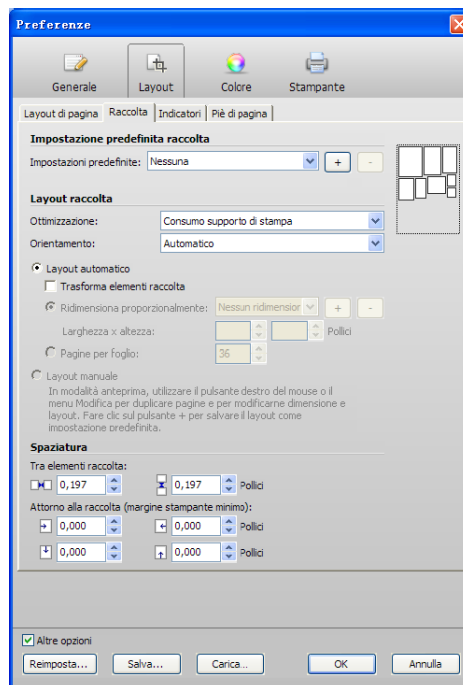 Preferenze
Generale Layout Colore Stampante
Layout di pagina Raccolta Indicatori Piè di pagina
Impostazione predefinita raccolta
Impostazioni predefinite: Nessuna + -
Layout raccolta
Ottimizzazione: Consumo supporto di stampa
Orientamento: Automatico
Layout automatico
Trasforma elementi raccolta
Ridimensiona proporzionalmente: Nessun ridimension + -
Larghezza x altezza: Pollici
Pagine per foglio: 36
Layout manuale
In modalità anteprima, utilizzare il pulsante destro del mouse o il
menu Modifica per duplicare pagine e per modificarne dimensione e
layout. Fare clic sul pulsante + per salvare il layout come
impostazione predefinita.
Spaziatura
Tra elementi raccolta:
0,197 0,197 Pollici
Attorno alla raccolta (margine stampante minimo):
0,000 0,000 Pollici
0,000 0,000 Pollici
Altre opzioni
Reimposta... Salva... Carica... OK Annulla